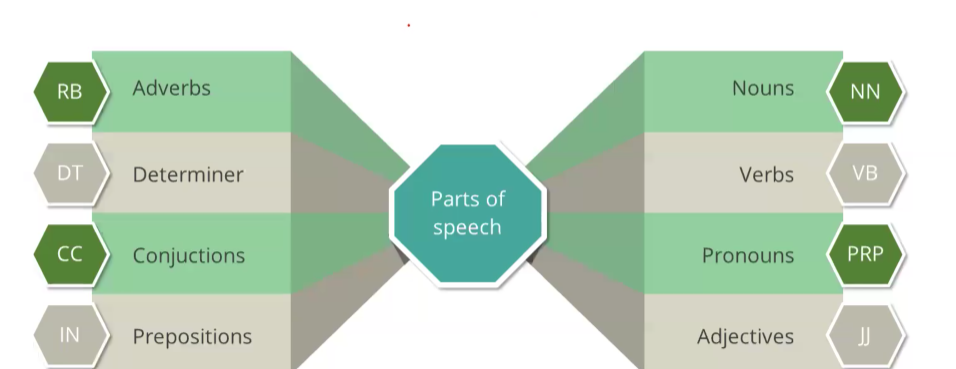 RB Adverbs
DT Determiner
CC Conjuctions
IN Prepositions
Parts of
speech
Nouns NN
Verbs VB
Pronouns PRP
Adjectives JJ